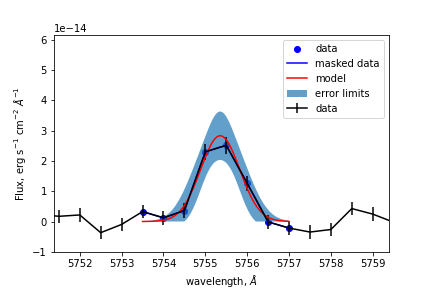 1e−14
6
5
4
3
2
1
0
−1
Flux, erg s⁻¹ cm⁻² Å⁻¹
data
masked data
model
error limits
data
5752 5753 5754 5755 5756 5757 5758 5759
wavelength, Å